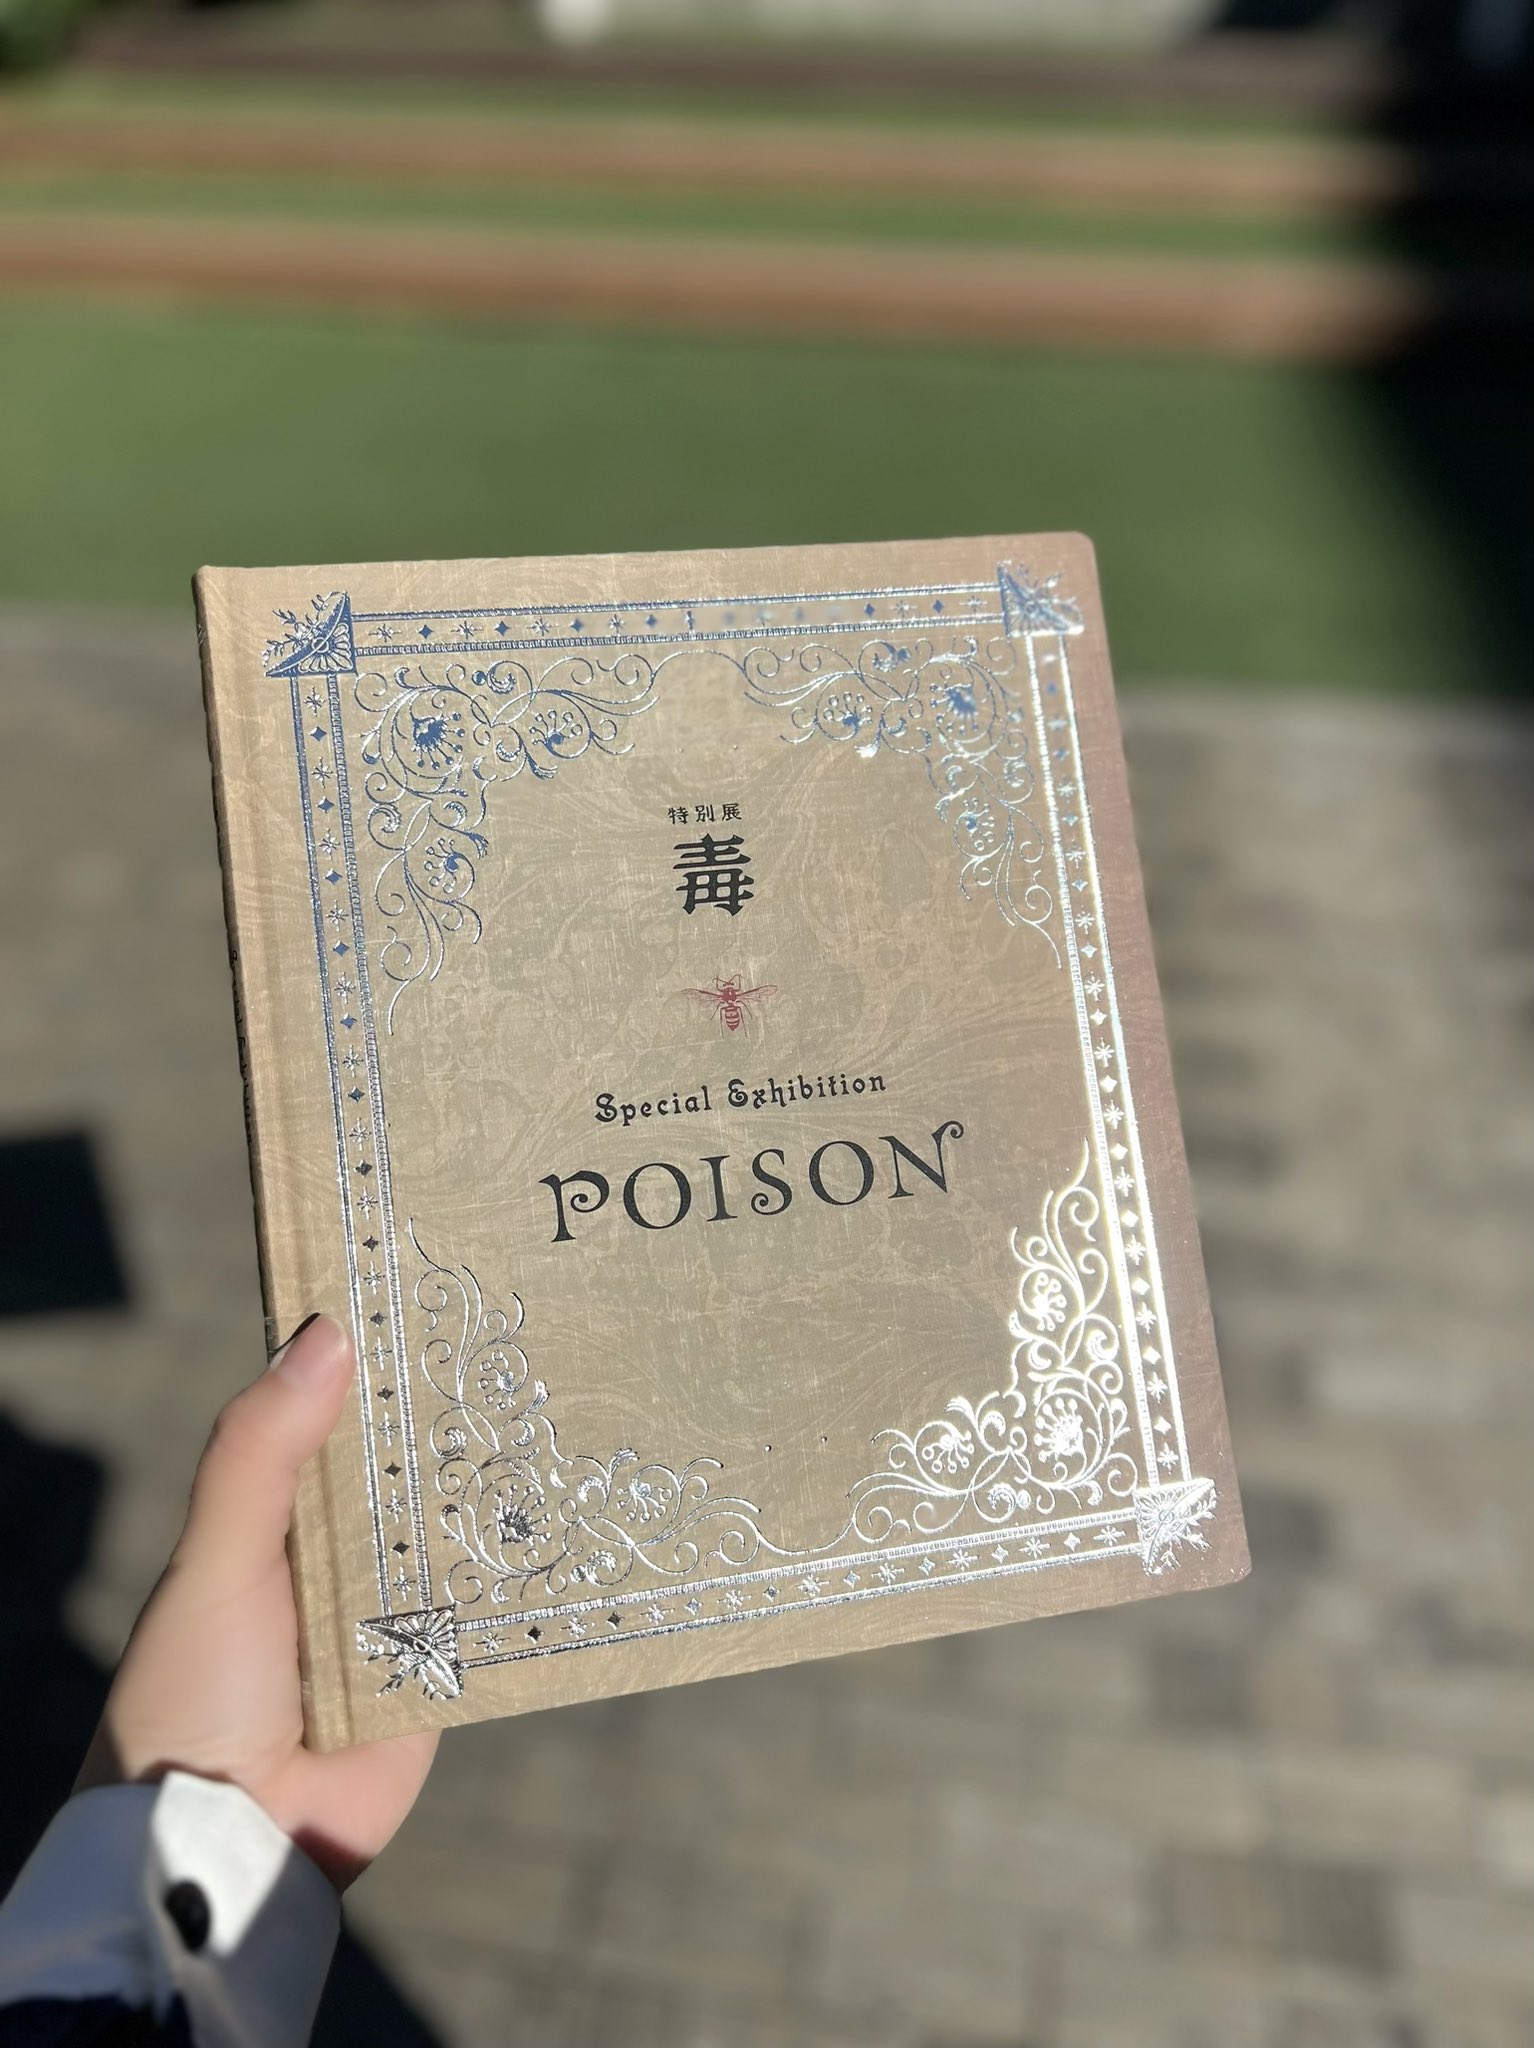 特別展
毒
Special Exhibition
POISON